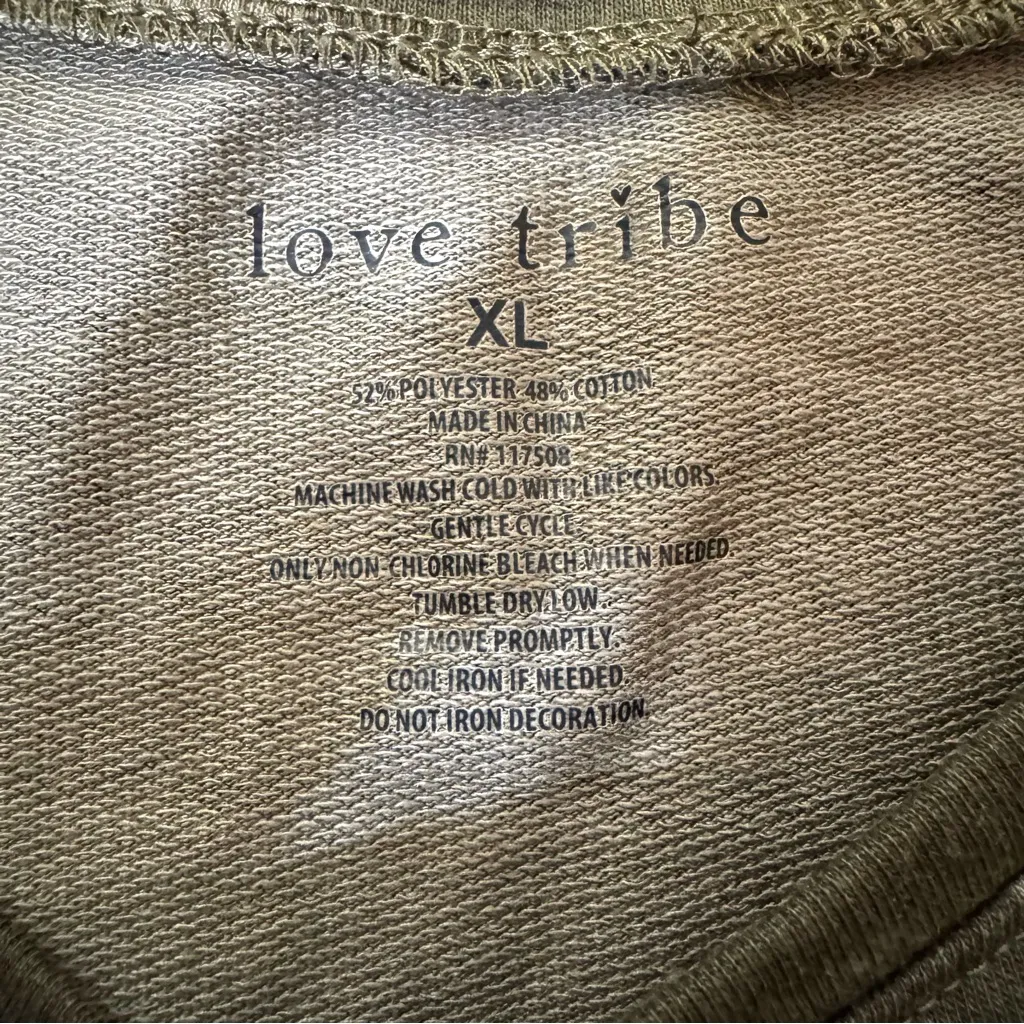 love tribe
XL
52% POLYESTER 48% COTTON
MADE IN CHINA
RN# 117508
MACHINE WASH COLD WITH LIKE COLORS.
GENTLE CYCLE.
ONLY NON-CHLORINE BLEACH WHEN NEEDED.
TUMBLE DRY LOW.
REMOVE PROMPTLY.
COOL IRON IF NEEDED.
DO NOT IRON DECORATION.